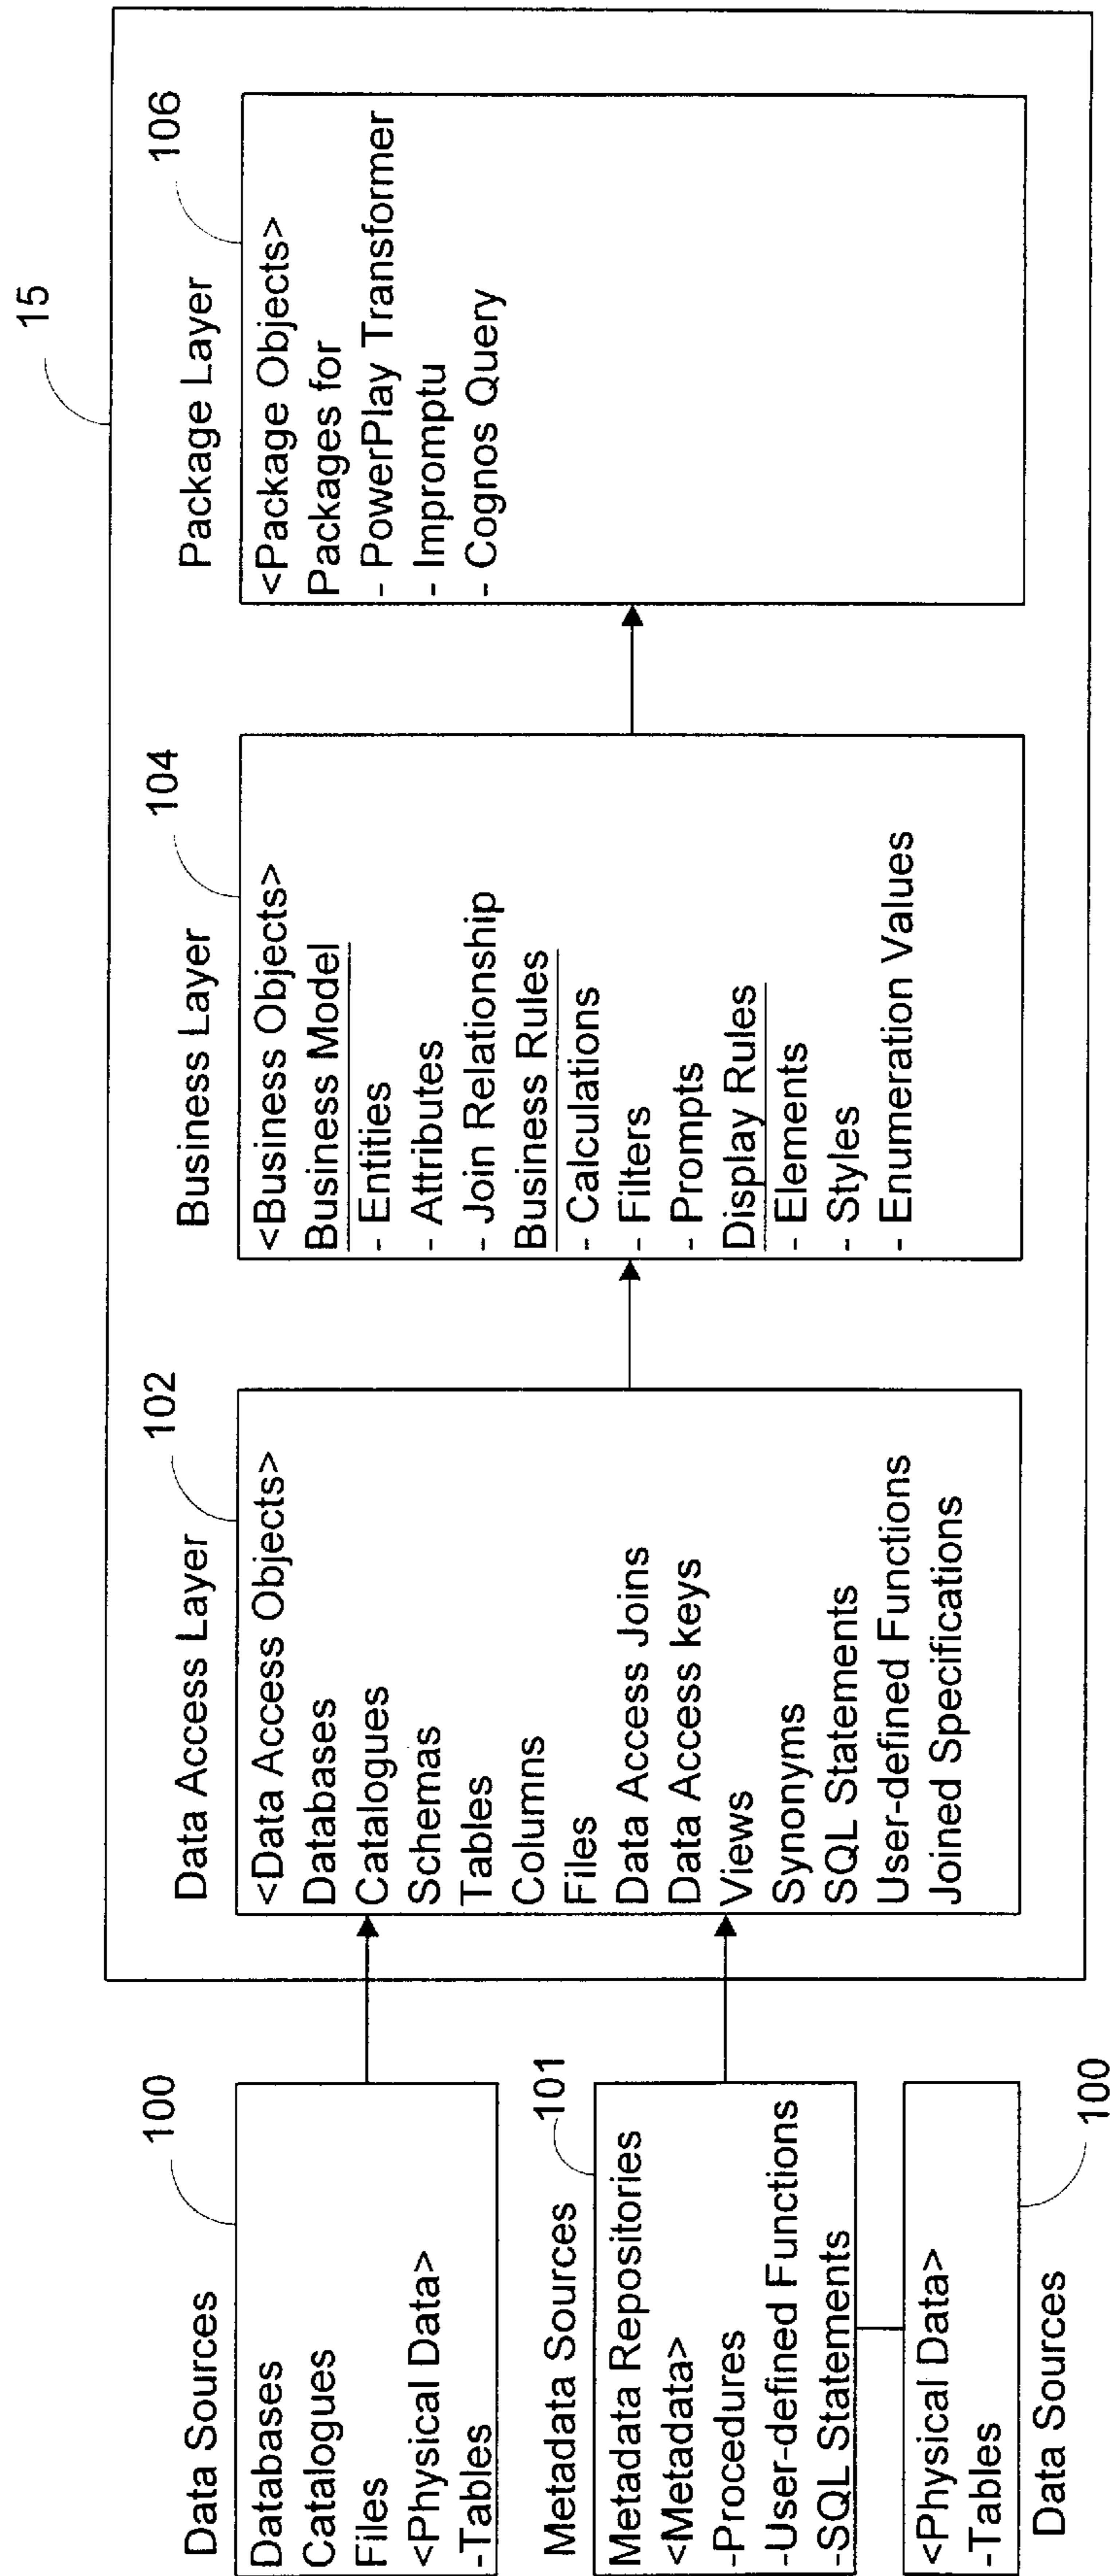 15
Data Sources
100
Databases
Catalogues
Files
<Physical Data>
-Tables
Metadata Sources
101
Metadata Repositories
<Metadata>
-Procedures
-User-defined Functions
-SQL Statements
<Physical Data>
-Tables
Data Sources
100
Data Access Layer
102
<Data Access Objects>
Databases
Catalogues
Schemas
Tables
Columns
Files
Data Access Joins
Data Access keys
Views
Synonyms
SQL Statements
User-defined Functions
Joined Specifications
Business Layer
104
<Business Objects>
Business Model
- Entities
- Attributes
- Join Relationship
Business Rules
- Calculations
- Filters
- Prompts
Display Rules
- Elements
- Styles
- Enumeration Values
Package Layer
106
<Package Objects>
Packages for
- PowerPlay Transformer
- Impromptu
- Cognos Query